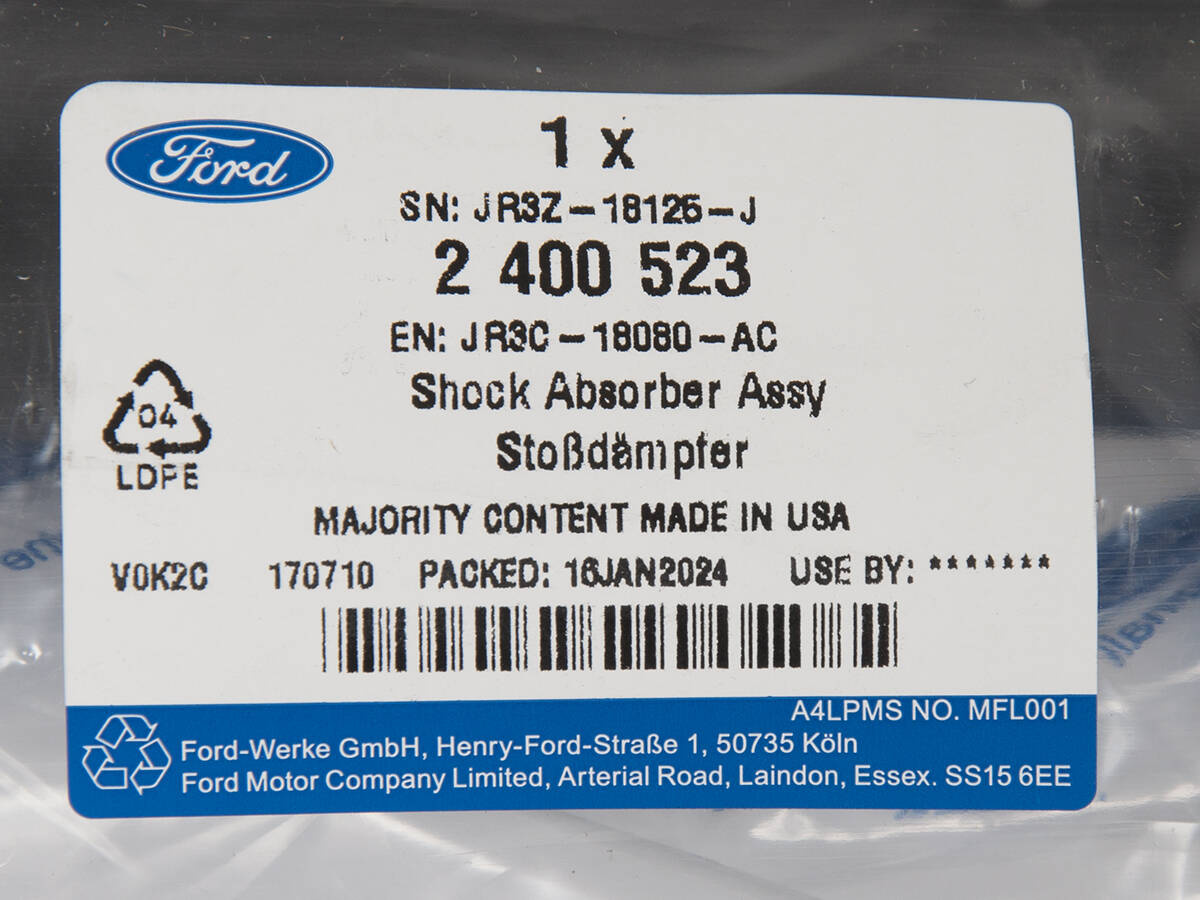 Ford
1 x
SN: JR3Z-18125-J
2 400 523
EN: JR3C-18080-AC
Shock Absorber Assy
04
Stoßdämpfer
LDPE
MAJORITY CONTENT MADE IN USA
V0K2C 170710 PACKED: 16JAN2024 USE BY: *******
A4LPMS NO. MFL001
Ford-Werke GmbH, Henry-Ford-Straße 1, 50735 Köln
Ford Motor Company Limited, Arterial Road, Laindon, Essex. SS15 6EE